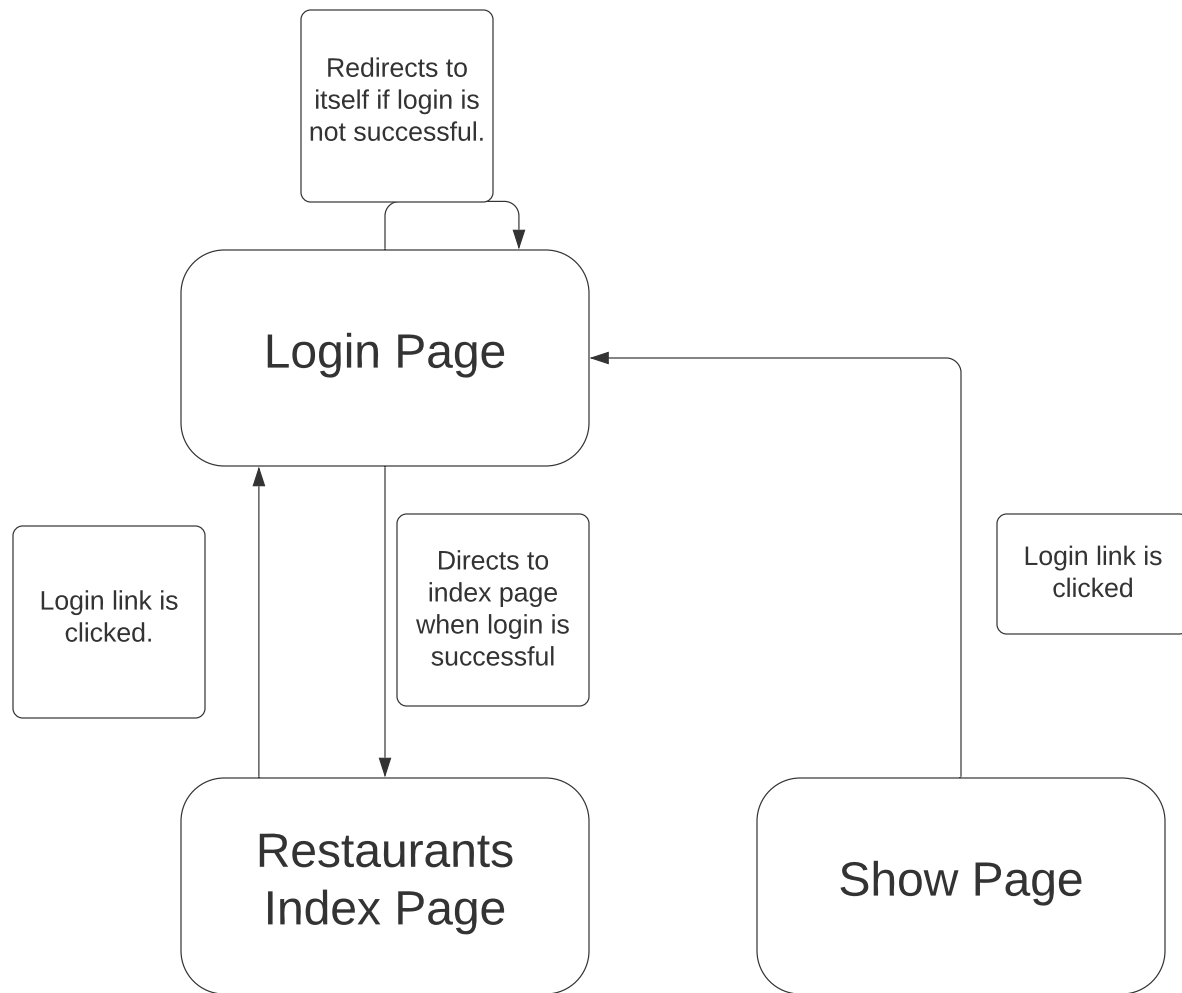 Redirects to
itself if login is
not successful.
Login Page
Login link is
clicked.
Directs to
index page
when login is
successful
Login link is
clicked
Restaurants
Index Page
Show Page